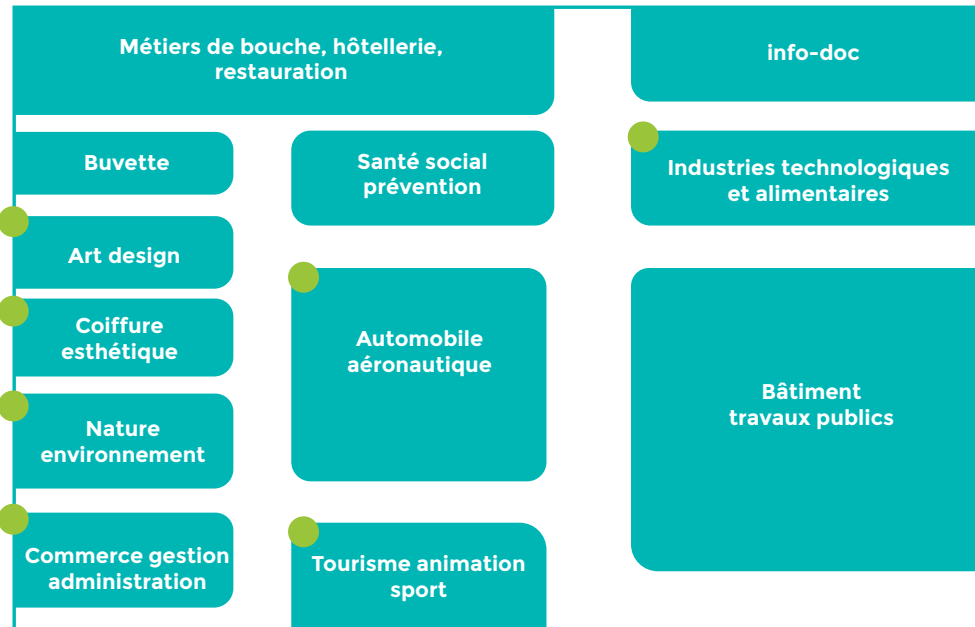 Métiers de bouche, hôtellerie,
restauration
info-doc
Buvette
Santé social
prévention
Industries technologiques
et alimentaires
Art design
Coiffure
esthétique
Automobile
aéronautique
Bâtiment
travaux publics
Nature
environnement
Commerce gestion
administration
Tourisme animation
sport